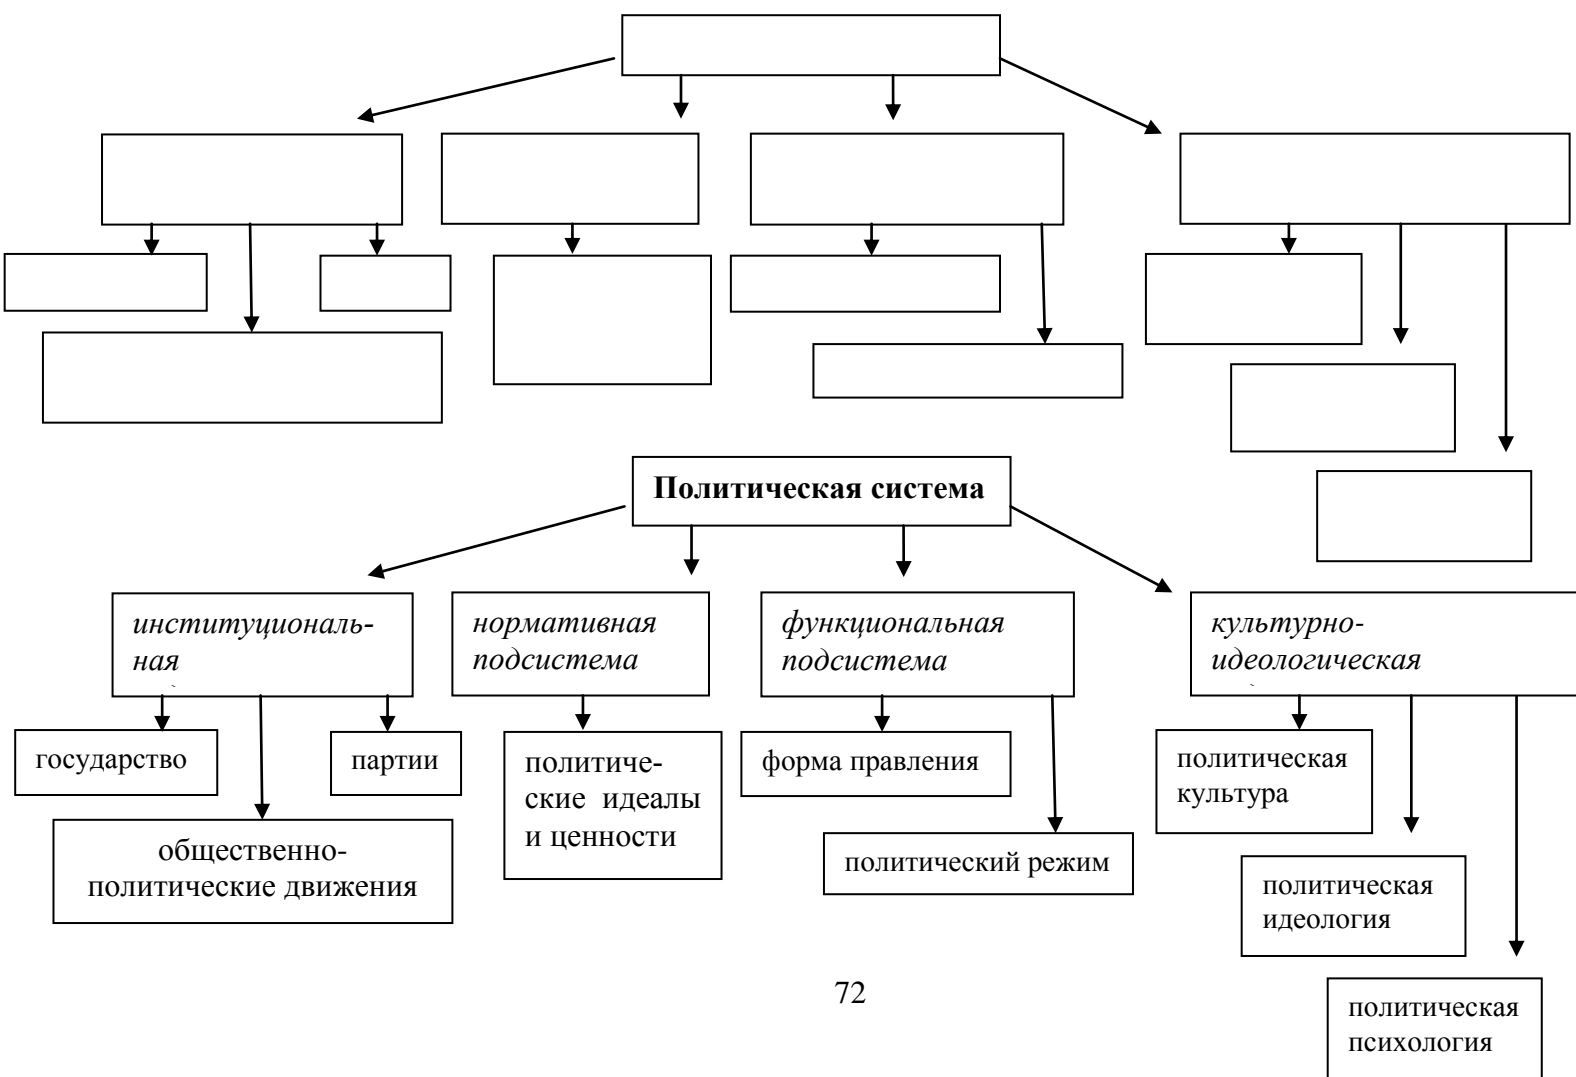 Политическая система
институциональ-
ная
нормативная
подсистема
функциональная
подсистема
культурно-
идеологическая
государство
партии
политиче-
ские идеалы
и ценности
форма правления
политическая
культура
общественно-
политические движения
политический режим
политическая
идеология
72
политическая
психология